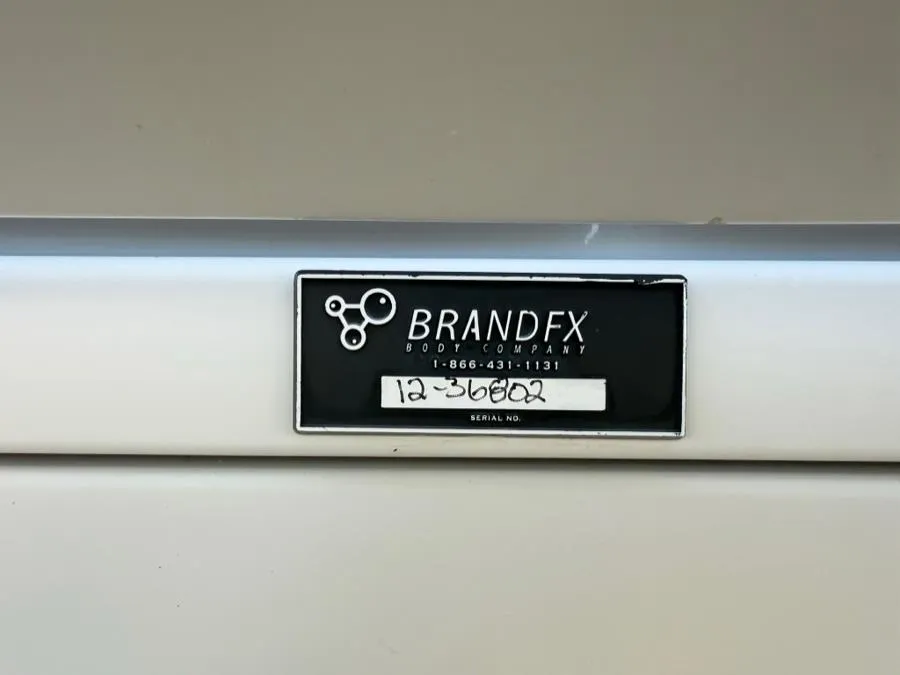 BRANDFX
BODY COMPANY
1-866-431-1131
12-36802
SERIAL NO.